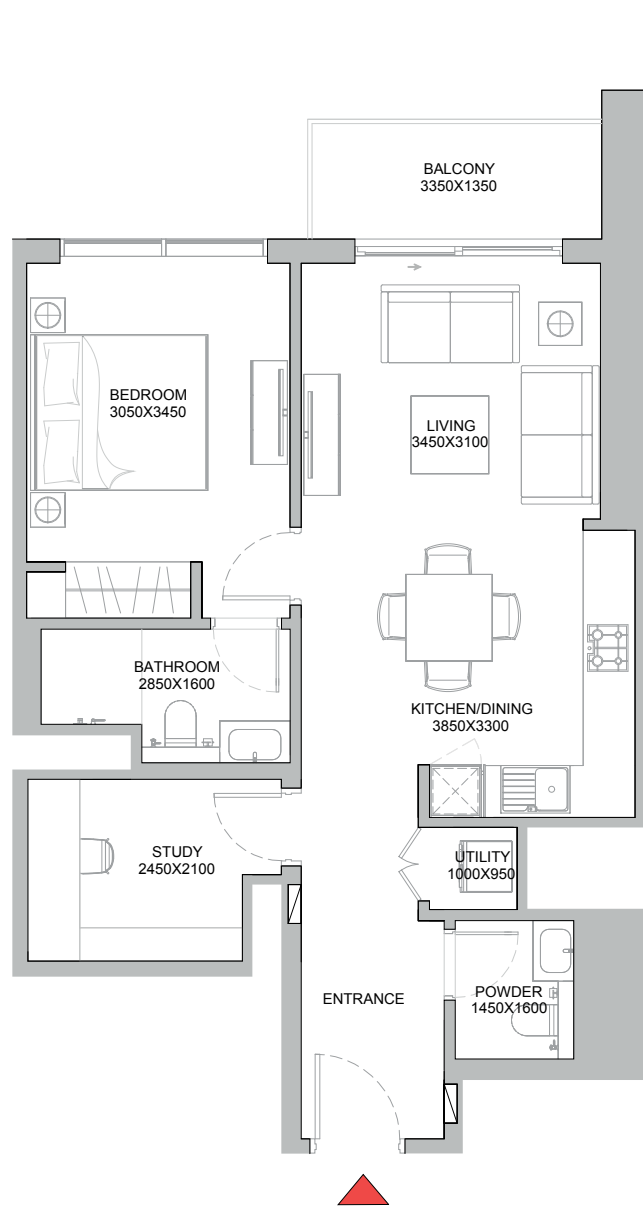 BALCONY
3350X1350
BEDROOM
3050X3450
LIVING
3450X3100
BATHROOM
2850X1600
KITCHEN/DINING
3850X3300
STUDY
2450X2100
UTILITY
1000X950
ENTRANCE
POWDER
1450X1600